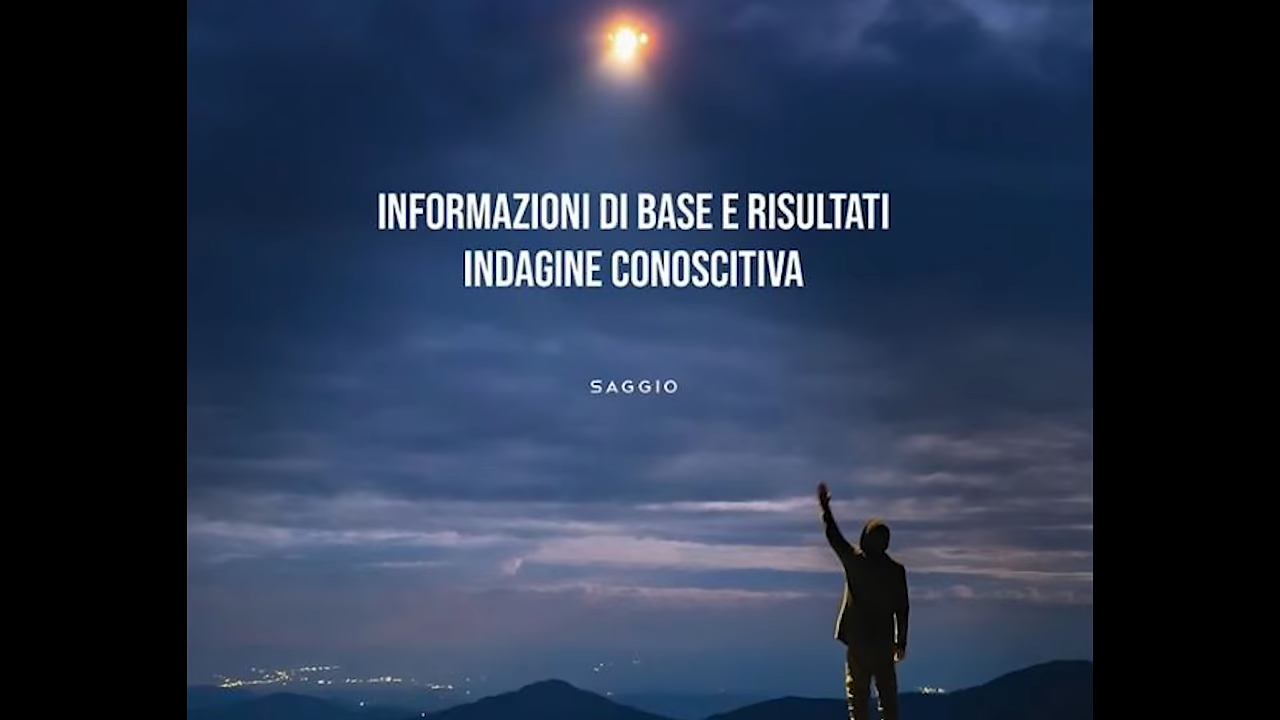 INFORMAZIONI DI BASE E RISULTATI
INDAGINE CONOSCITIVA
SAGGIO